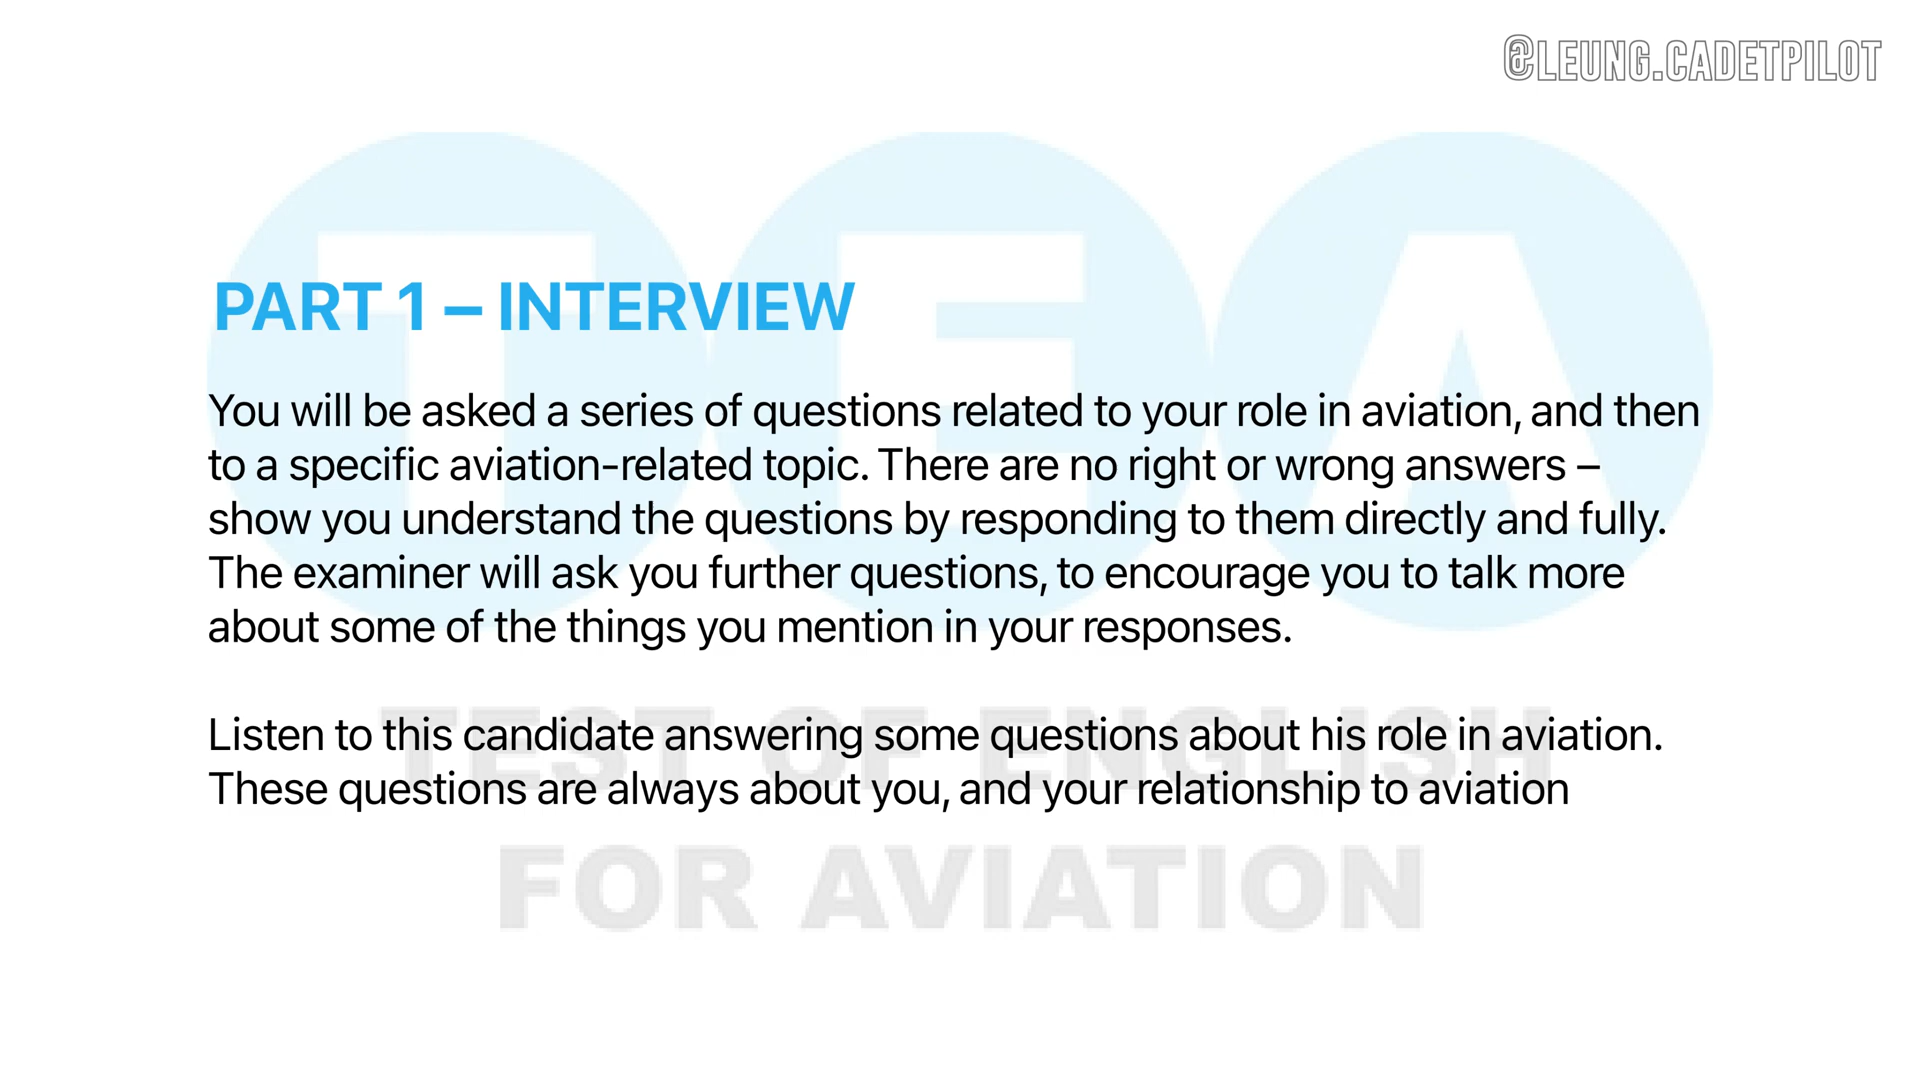 @LEUNG.CADETPILOT
TEA
PART 1 – INTERVIEW
You will be asked a series of questions related to your role in aviation, and then
to a specific aviation-related topic. There are no right or wrong answers –
show you understand the questions by responding to them directly and fully.
The examiner will ask you further questions, to encourage you to talk more
about some of the things you mention in your responses.
Listen to this candidate answering some questions about his role in aviation.
These questions are always about you, and your relationship to aviation
TEST OF ENGLISH
FOR AVIATION